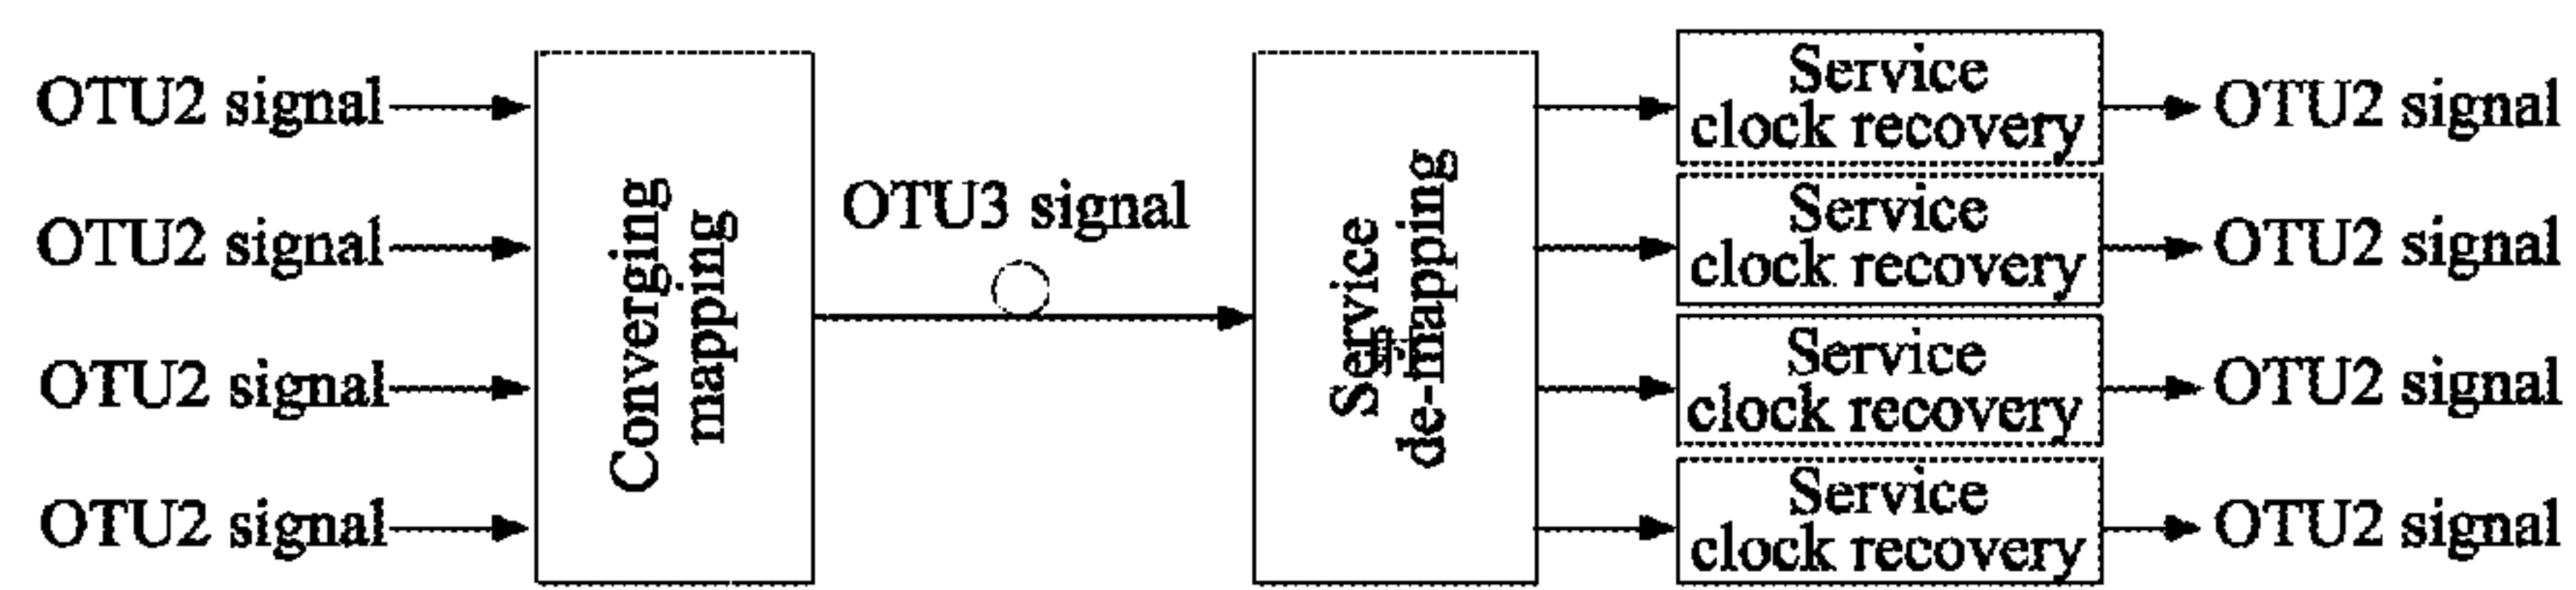 OTU2 signal
OTU2 signal
OTU2 signal
OTU2 signal
Converging
mapping
OTU3 signal
Service
de-mapping
Service
clock recovery
Service
clock recovery
Service
clock recovery
Service
clock recovery
OTU2 signal
OTU2 signal
OTU2 signal
OTU2 signal